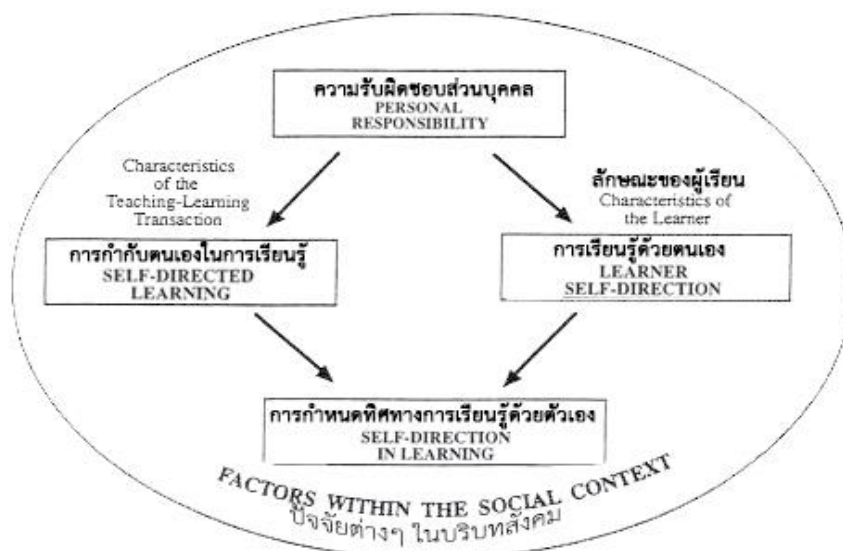 ความรับผิดชอบส่วนบุคคล
PERSONAL
RESPONSIBILITY
Characteristics
of the
Teaching-Learning
Transaction
ลักษณะของผู้เรียน
Characteristics of
the Learner
การกำกับตนเองในการเรียนรู้
SELF-DIRECTED
LEARNING
การเรียนรู้ด้วยตนเอง
LEARNER
SELF-DIRECTION
การกำหนดทิศทางการเรียนรู้ด้วยตัวเอง
SELF-DIRECTION
IN LEARNING
FACTORS WITHIN THE SOCIAL CONTEXT
ปัจจัยต่างๆ ในบริบทสังคม